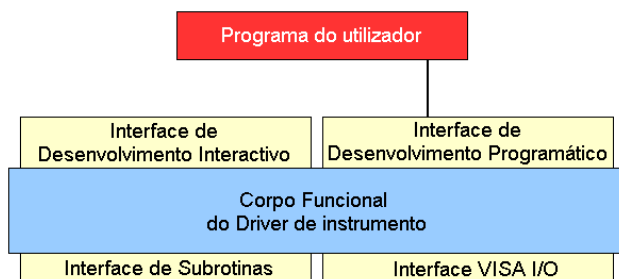 Programa do utilizador
Interface de
Desenvolvimento Interactivo
Interface de
Desenvolvimento Programático
Corpo Funcional
do Driver de instrumento
Interface de Subrotinas
Interface VISA I/O